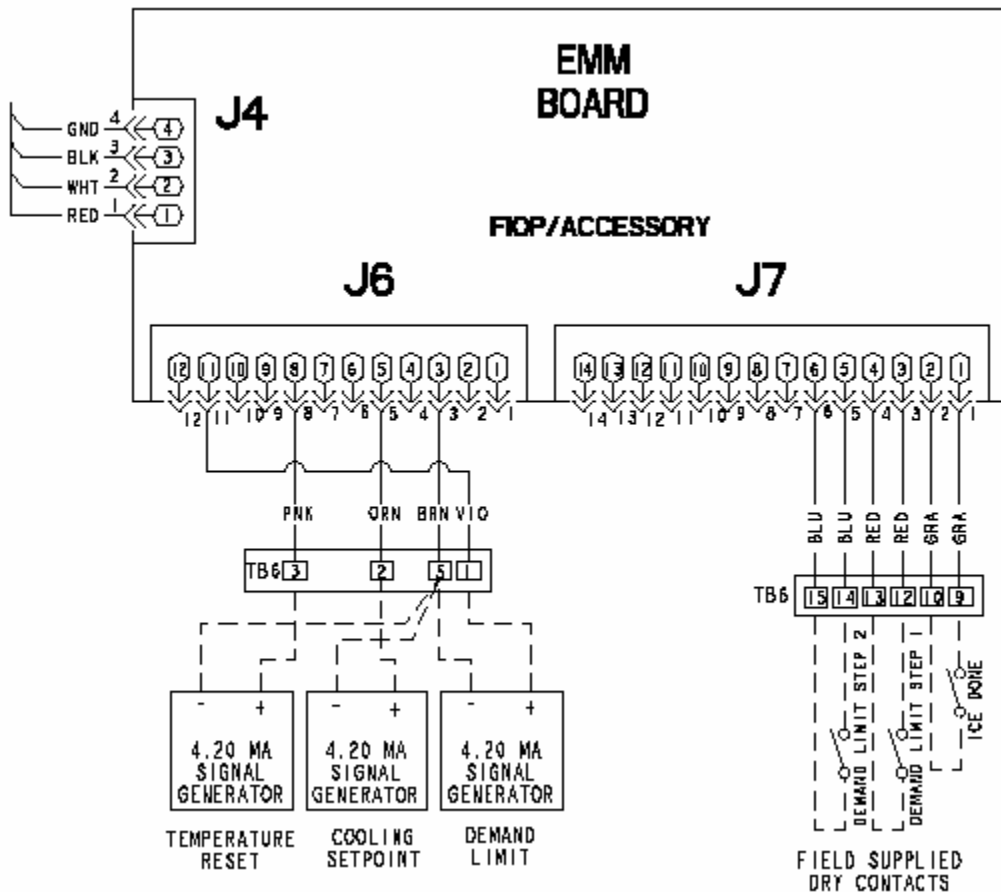 EMM
BOARD
J4
GND 4 4
BLK 3 3
WHT 2 2
RED 1 1
FIOP/ACCESSORY
J6
J7
12 11 10 9 8 7 6 5 4 3 2 1
14 13 12 11 10 9 8 7 6 5 4 3 2 1
12 11 10 9 8 7 6 5 4 3 2 1
14 13 12 11 10 9 8 7 6 5 4 3 2 1
PNK ORN BRN VIO
BLU BLU RED RED GRA GRA
TB6 3 2 5 1
TB6 15 14 13 12 10 9
DEMAND LIMIT STEP 2
DEMAND LIMIT STEP 1
ICE DONE
- +
4.20 MA
SIGNAL
GENERATOR
TEMPERATURE
RESET
- +
4.20 MA
SIGNAL
GENERATOR
COOLING
SETPOINT
- +
4.20 MA
SIGNAL
GENERATOR
DEMAND
LIMIT
FIELD SUPPLIED
DRY CONTACTS